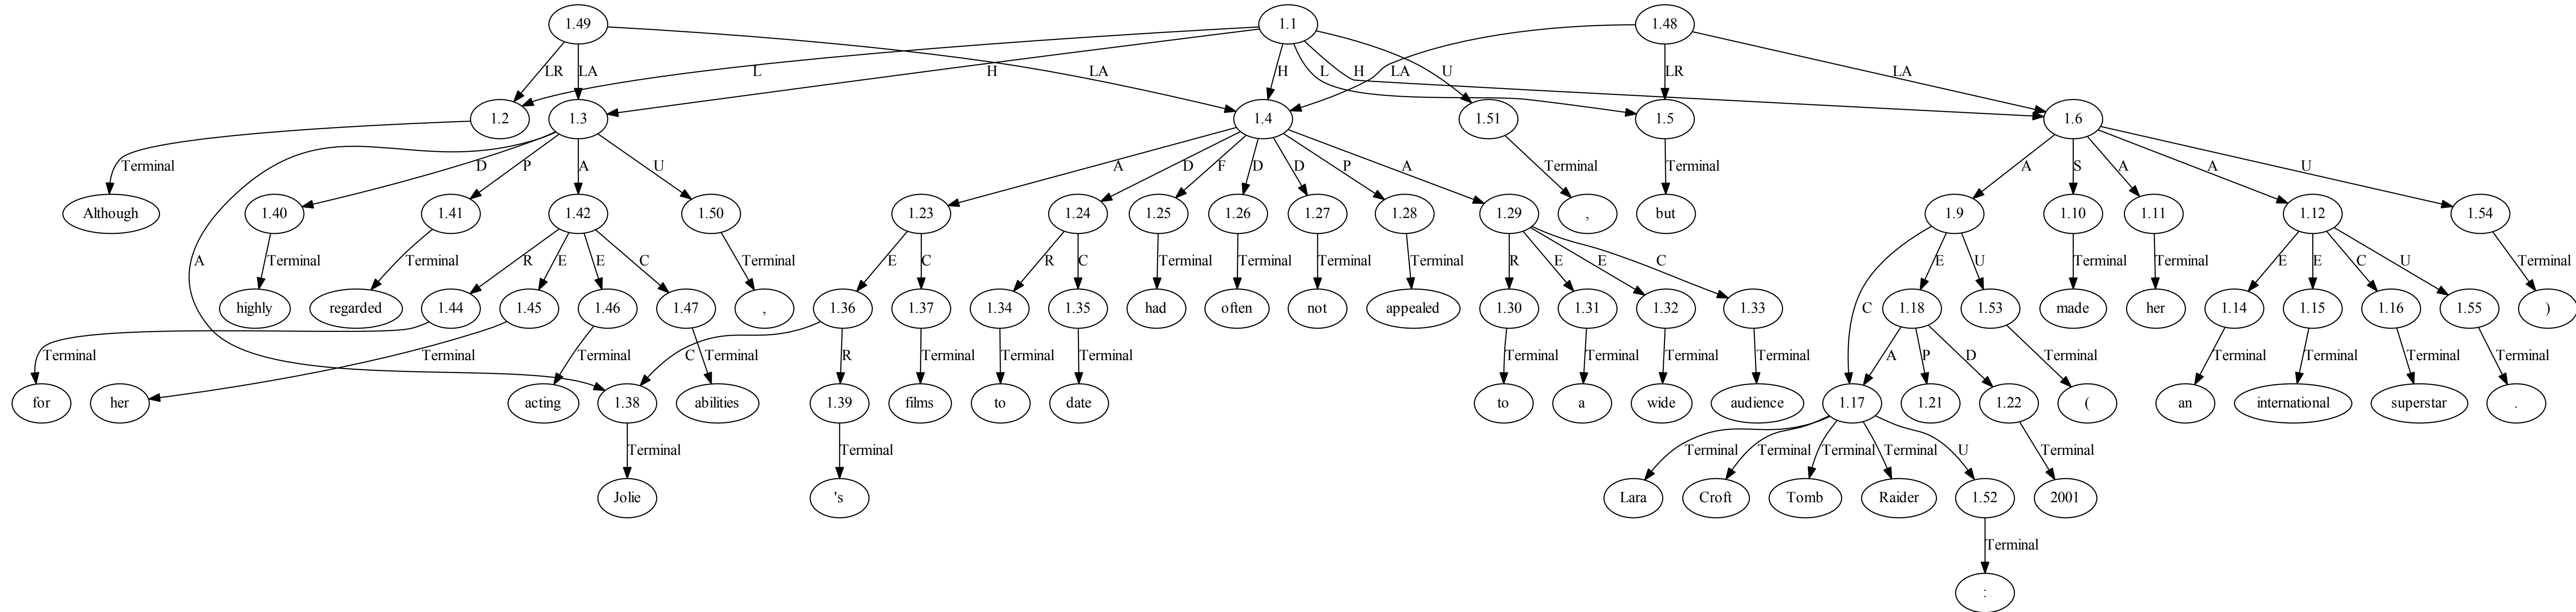 1.49 1.1 1.48
LR LA L H LA H L H U LA LR LA
1.2 1.3 1.4 1.51 1.5 1.6
Terminal D P A U A D F D D P A Terminal Terminal A S A A U
Although 1.40 1.41 1.42 1.50 1.23 1.24 1.25 1.26 1.27 1.28 1.29 , but 1.9 1.10 1.11 1.12 1.54
A Terminal Terminal R E E C Terminal E C R C Terminal Terminal Terminal Terminal R E E C E U Terminal Terminal E E C U Terminal
highly regarded 1.44 1.45 1.46 1.47 , 1.36 1.37 1.34 1.35 had often not appealed 1.30 1.31 1.32 1.33 C 1.18 1.53 made her 1.14 1.15 1.16 1.55 )
Terminal Terminal Terminal C Terminal R Terminal Terminal Terminal Terminal Terminal Terminal Terminal A P D Terminal Terminal Terminal Terminal Terminal
for her acting 1.38 abilities 1.39 films to date to a wide audience 1.17 1.21 1.22 ( an international superstar .
Terminal Terminal Terminal Terminal Terminal Terminal U Terminal
Jolie 's Lara Croft Tomb Raider 1.52 2001
Terminal
: